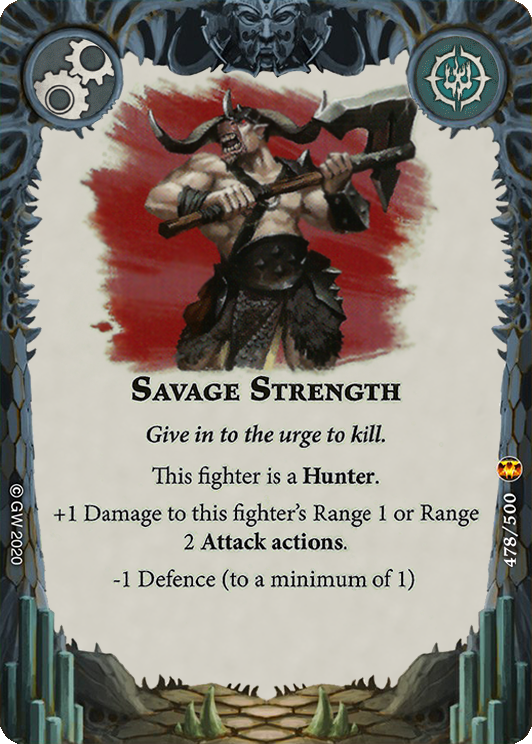 Savage Strength
Give in to the urge to kill.
This fighter is a Hunter.
+1 Damage to this fighter's Range 1 or Range
2 Attack actions.
-1 Defence (to a minimum of 1)
© GW 2020
478/500